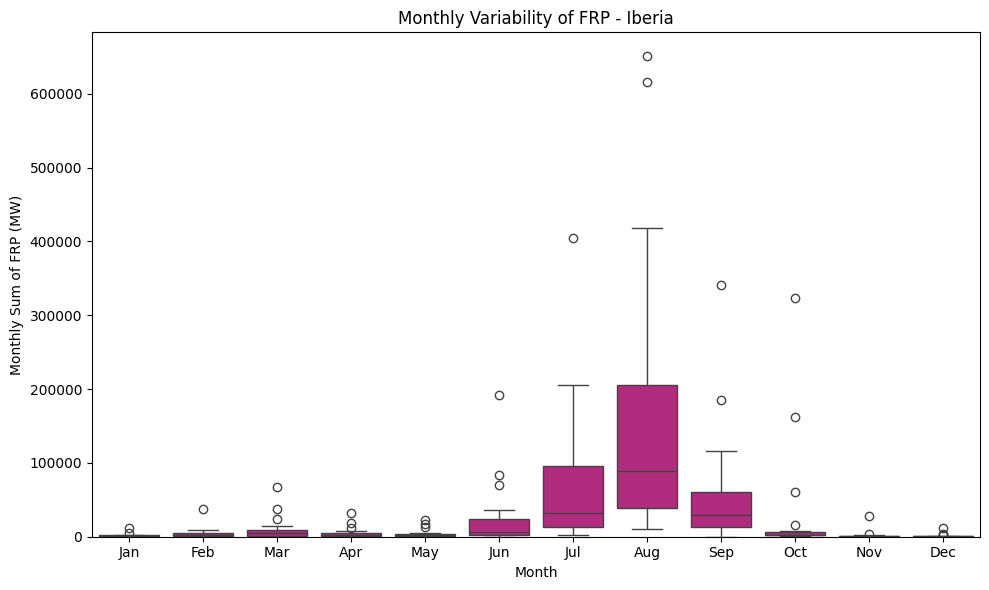 Monthly Variability of FRP - Iberia
Monthly Sum of FRP (MW)
600000
500000
400000
300000
200000
100000
0
Jan Feb Mar Apr May Jun Jul Aug Sep Oct Nov Dec
Month